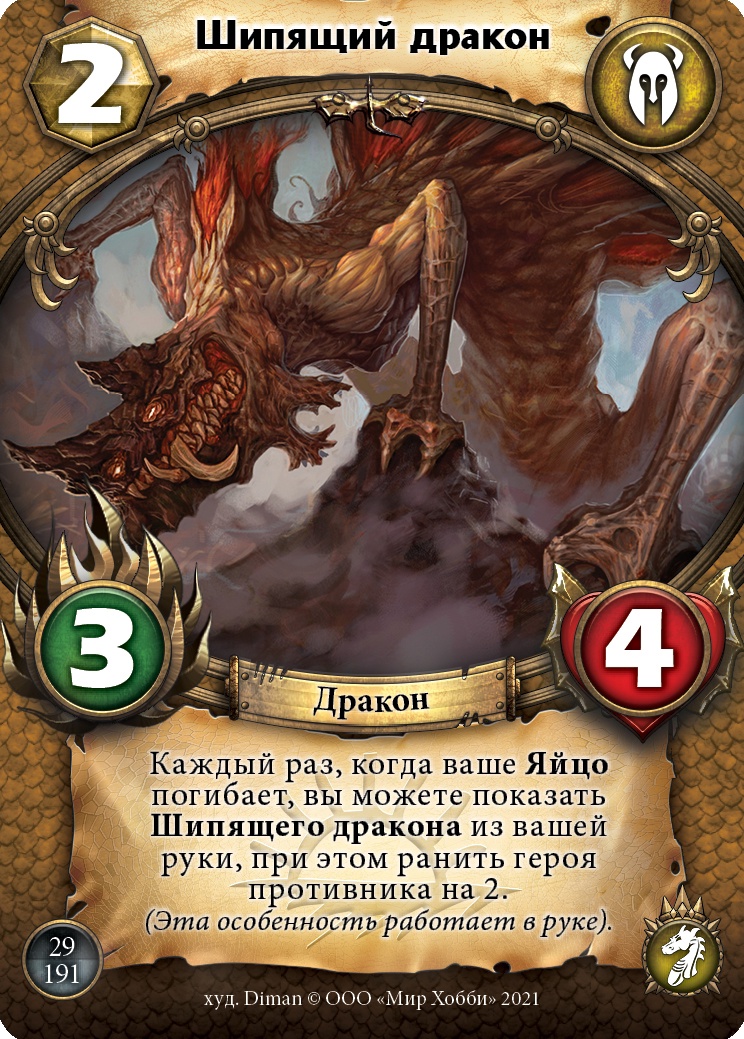 Шипящий дракон
2
3
4
Дракон
Каждый раз, когда ваше Яйцо
погибает, вы можете показать
Шипящего дракона из вашей
руки, при этом ранить героя
противника на 2.
(Эта особенность работает в руке).
29
191
худ. Diman © ООО «Мир Хобби» 2021